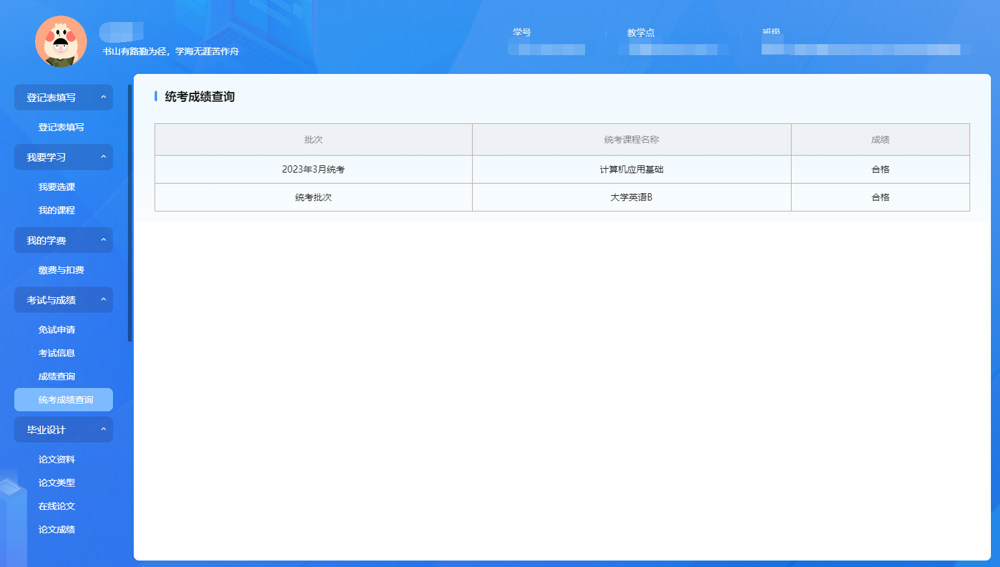 学号 教学点 班级
书山有路勤为径，学海无涯苦作舟
登记表填写
登记表填写
我要学习
我要选课
我的课程
我的学费
缴费与扣费
考试与成绩
免试申请
考试信息
成绩查询
统考成绩查询
毕业设计
论文资料
论文类型
在线论文
论文成绩
统考成绩查询
批次 统考课程名称 成绩
2023年3月统考 计算机应用基础 合格
统考批次 大学英语B 合格